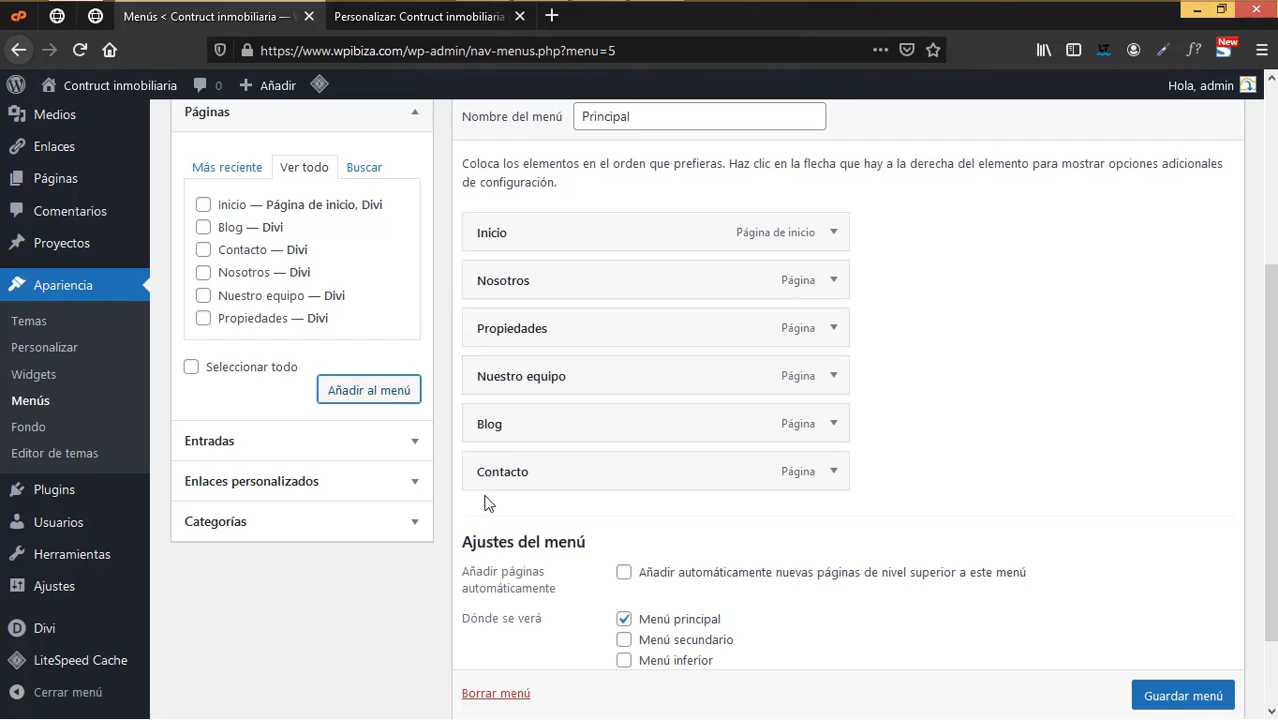 Menús < Contruct inmobiliaria —
Personalizar: Contruct inmobiliaria
https://www.wpibiza.com/wp-admin/nav-menus.php?menu=5
New
Contruct inmobiliaria
0
Añadir
Hola, admin
Medios
Enlaces
Páginas
Comentarios
Proyectos
Apariencia
Temas
Personalizar
Widgets
Menús
Fondo
Editor de temas
Plugins
Usuarios
Herramientas
Ajustes
Divi
LiteSpeed Cache
Cerrar menú
Páginas
Más reciente
Ver todo
Buscar
Inicio — Página de inicio, Divi
Blog — Divi
Contacto — Divi
Nosotros — Divi
Nuestro equipo — Divi
Propiedades — Divi
Seleccionar todo
Añadir al menú
Entradas
Enlaces personalizados
Categorías
Nombre del menú
Principal
Coloca los elementos en el orden que prefieras. Haz clic en la flecha que hay a la derecha del elemento para mostrar opciones adicionales
de configuración.
Inicio
Página de inicio
Nosotros
Página
Propiedades
Página
Nuestro equipo
Página
Blog
Página
Contacto
Página
Ajustes del menú
Añadir páginas
automáticamente
Añadir automáticamente nuevas páginas de nivel superior a este menú
Dónde se verá
Menú principal
Menú secundario
Menú inferior
Borrar menú
Guardar menú